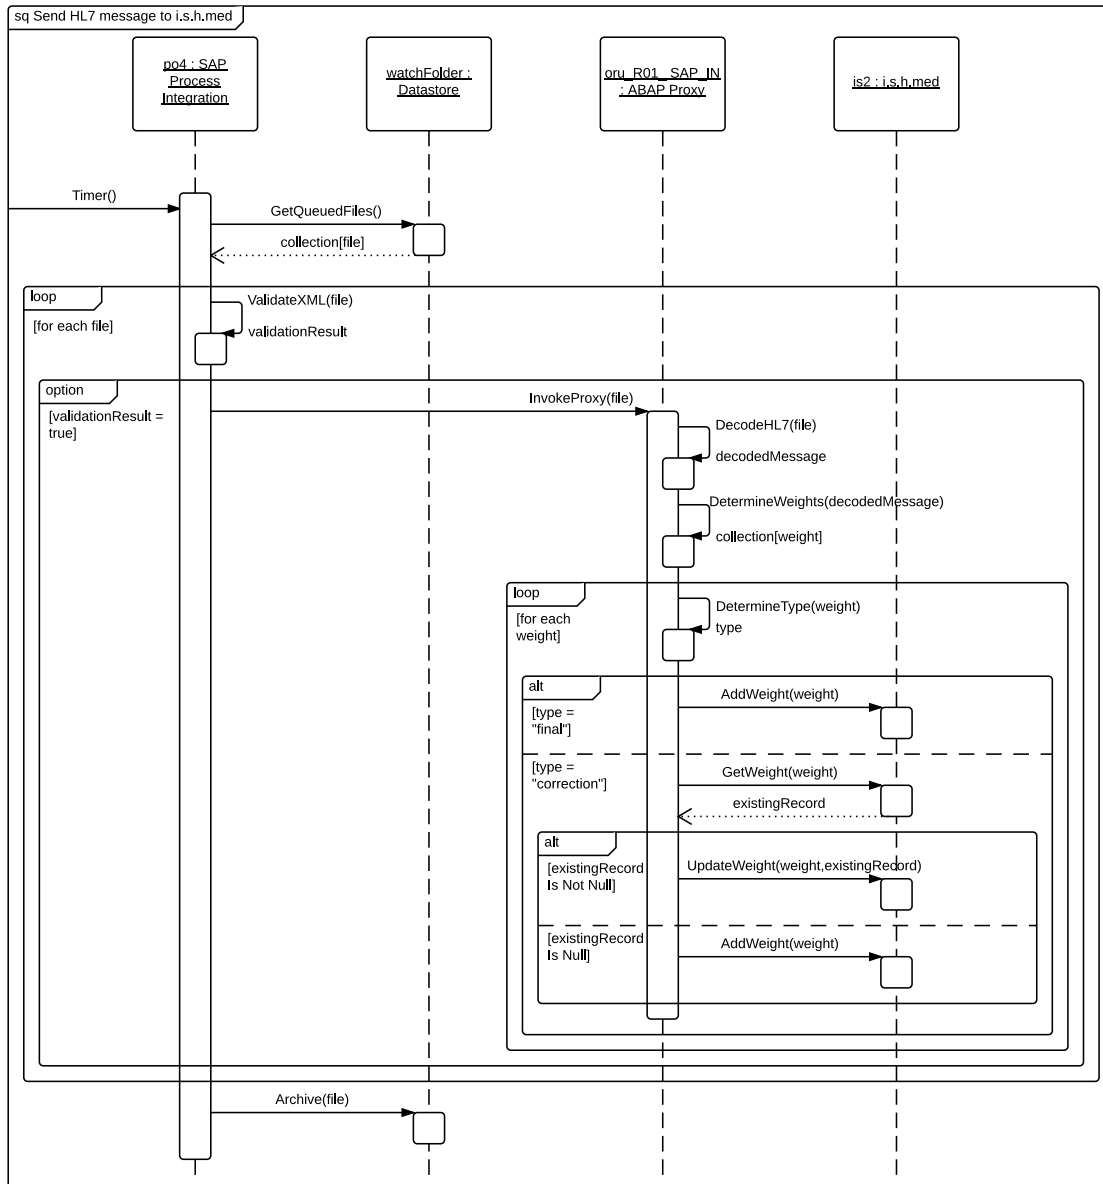 sq Send HL7 message to i.s.h.med
po4 : SAP
Process
Integration
watchFolder :
Datastore
oru_R01_ SAP_IN
: ABAP Proxy
is2 : i.s.h.med
Timer()
GetQueuedFiles()
collection[file]
loop
[for each file]
ValidateXML(file)
validationResult
option
[validationResult =
true]
InvokeProxy(file)
DecodeHL7(file)
decodedMessage
DetermineWeights(decodedMessage)
collection[weight]
loop
[for each
weight]
DetermineType(weight)
type
alt
[type =
"final"]
AddWeight(weight)
[type =
"correction"]
GetWeight(weight)
existingRecord
alt
[existingRecord
Is Not Null]
UpdateWeight(weight,existingRecord)
[existingRecord
Is Null]
AddWeight(weight)
Archive(file)